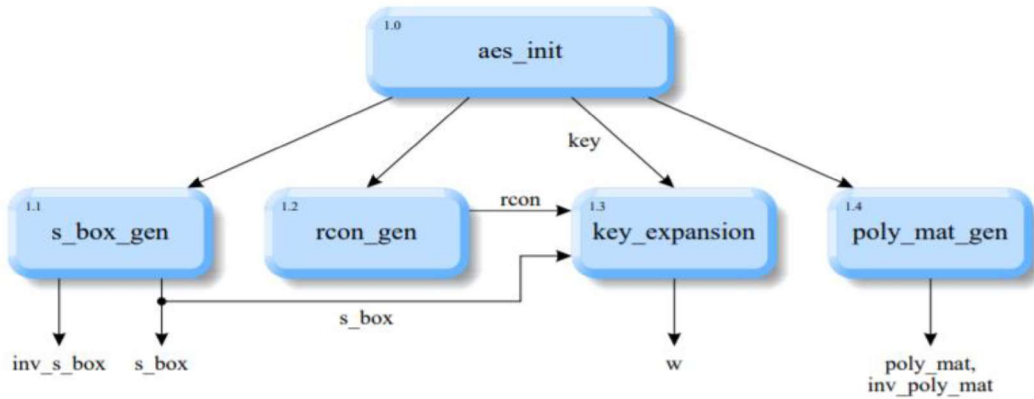 1.0
aes_init
key
1.1
s_box_gen
1.2
rcon_gen
rcon
1.3
key_expansion
1.4
poly_mat_gen
s_box
inv_s_box
s_box
w
poly_mat,
inv_poly_mat